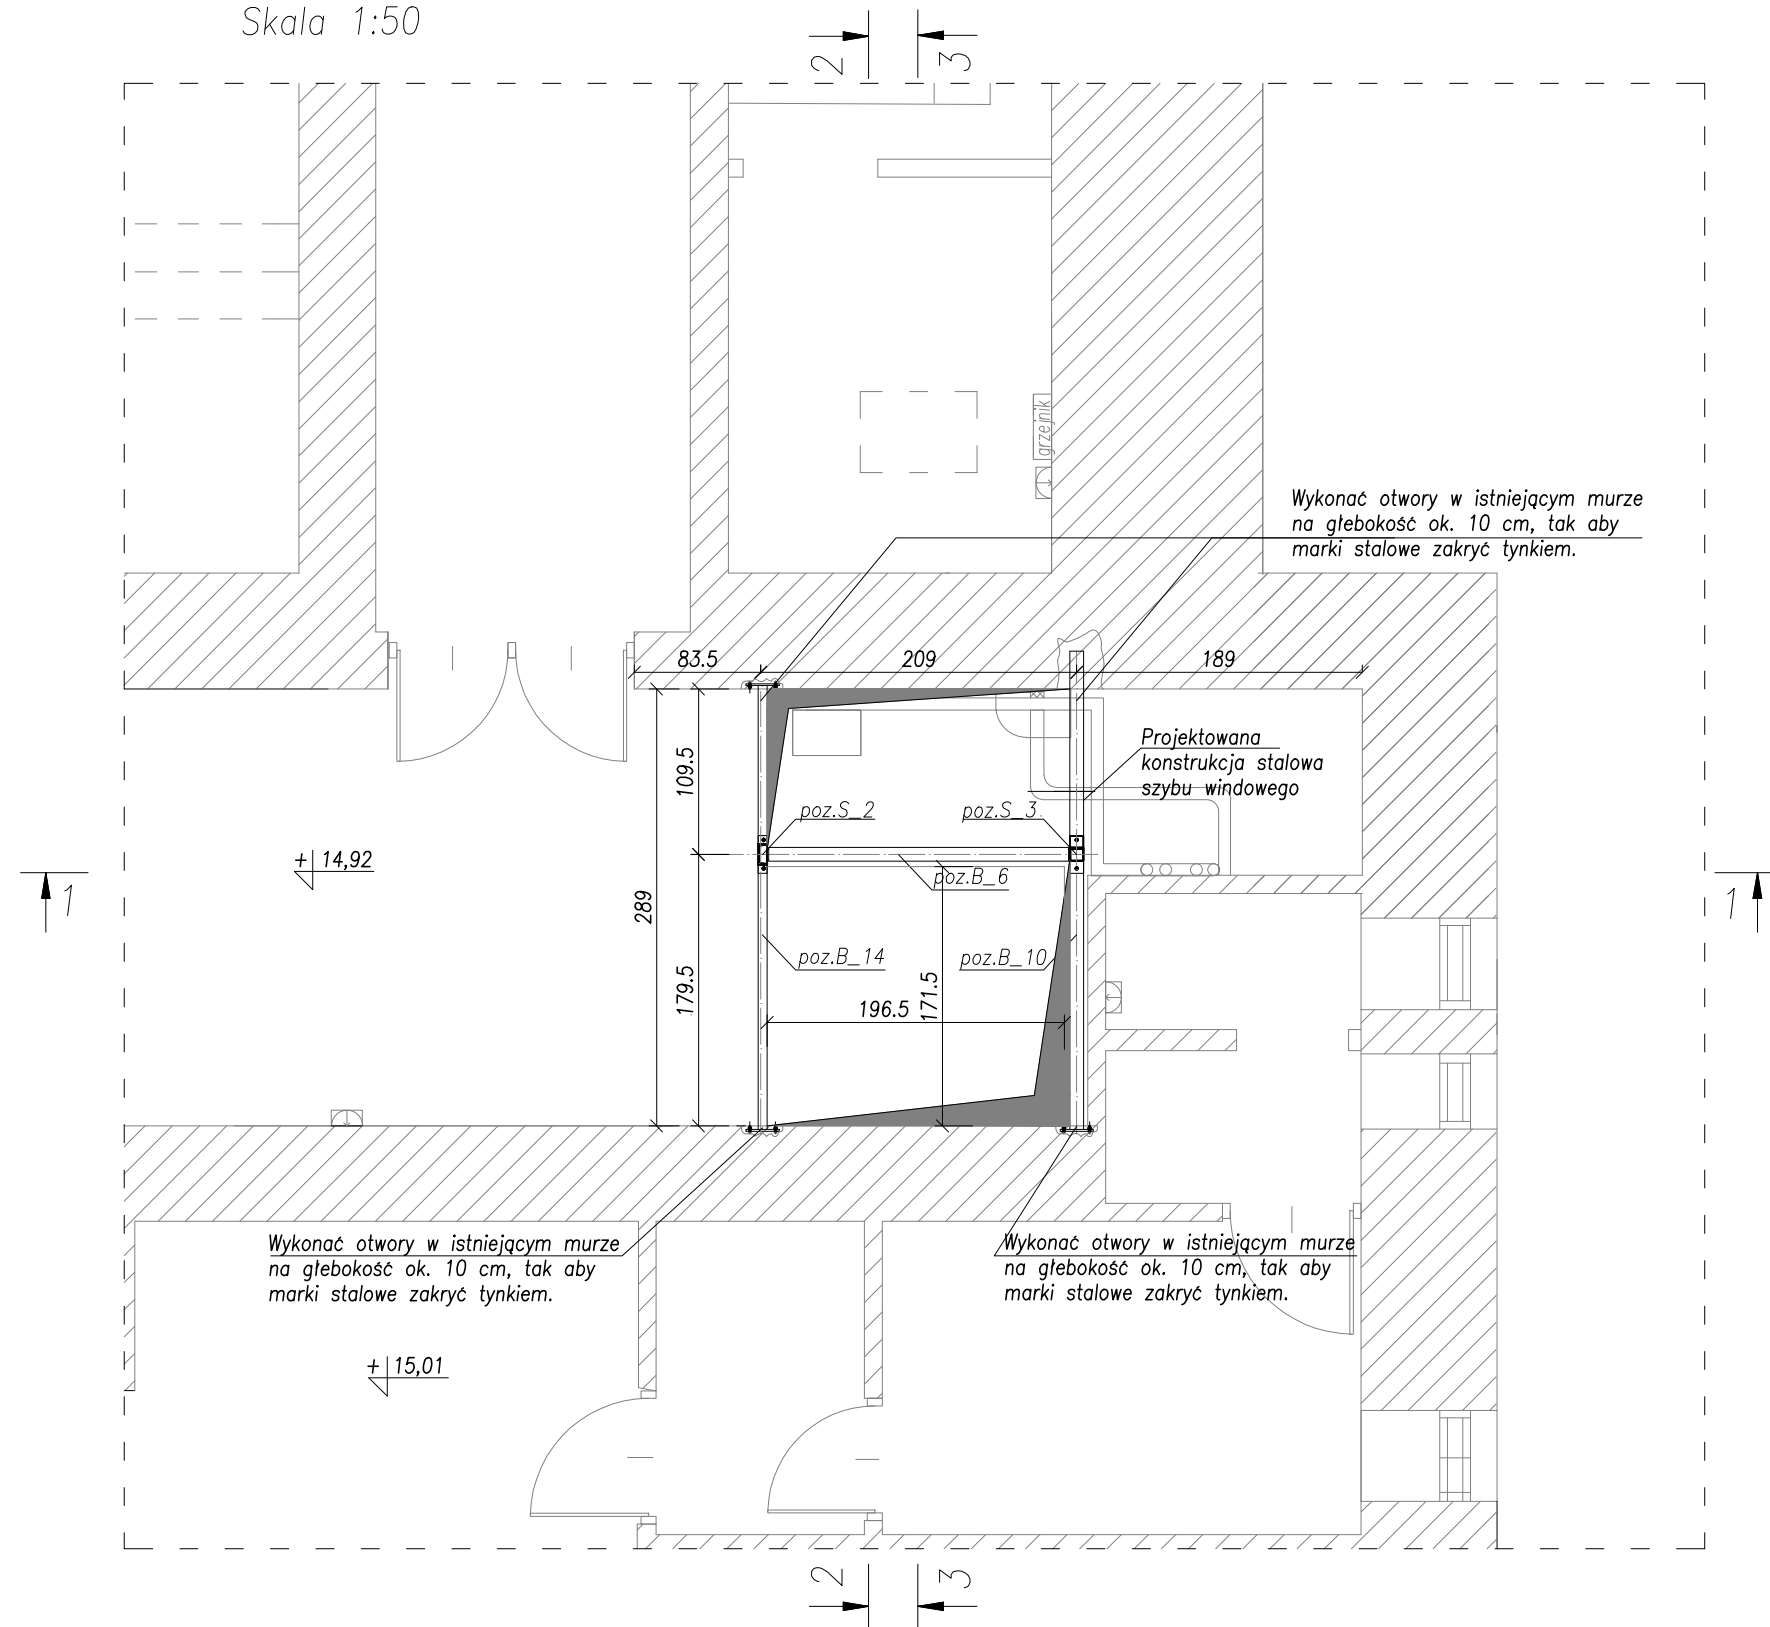 Skala 1:50
2
3
grzejnik
Wykonać otwory w istniejącym murze
na głebokość ok. 10 cm, tak aby
marki stalowe zakryć tynkiem.
83.5
209
189
Projektowana
konstrukcja stalowa
szybu windowego
109.5
poz.S_2
poz.S_3
+ 14,92
poz.B_6
1
1
289
poz.B_14
poz.B_10
179.5
171.5
196.5
Wykonać otwory w istniejącym murze
na głebokość ok. 10 cm, tak aby
marki stalowe zakryć tynkiem.
Wykonać otwory w istniejącym murze
na głebokość ok. 10 cm, tak aby
marki stalowe zakryć tynkiem.
+ 15,01
2
3